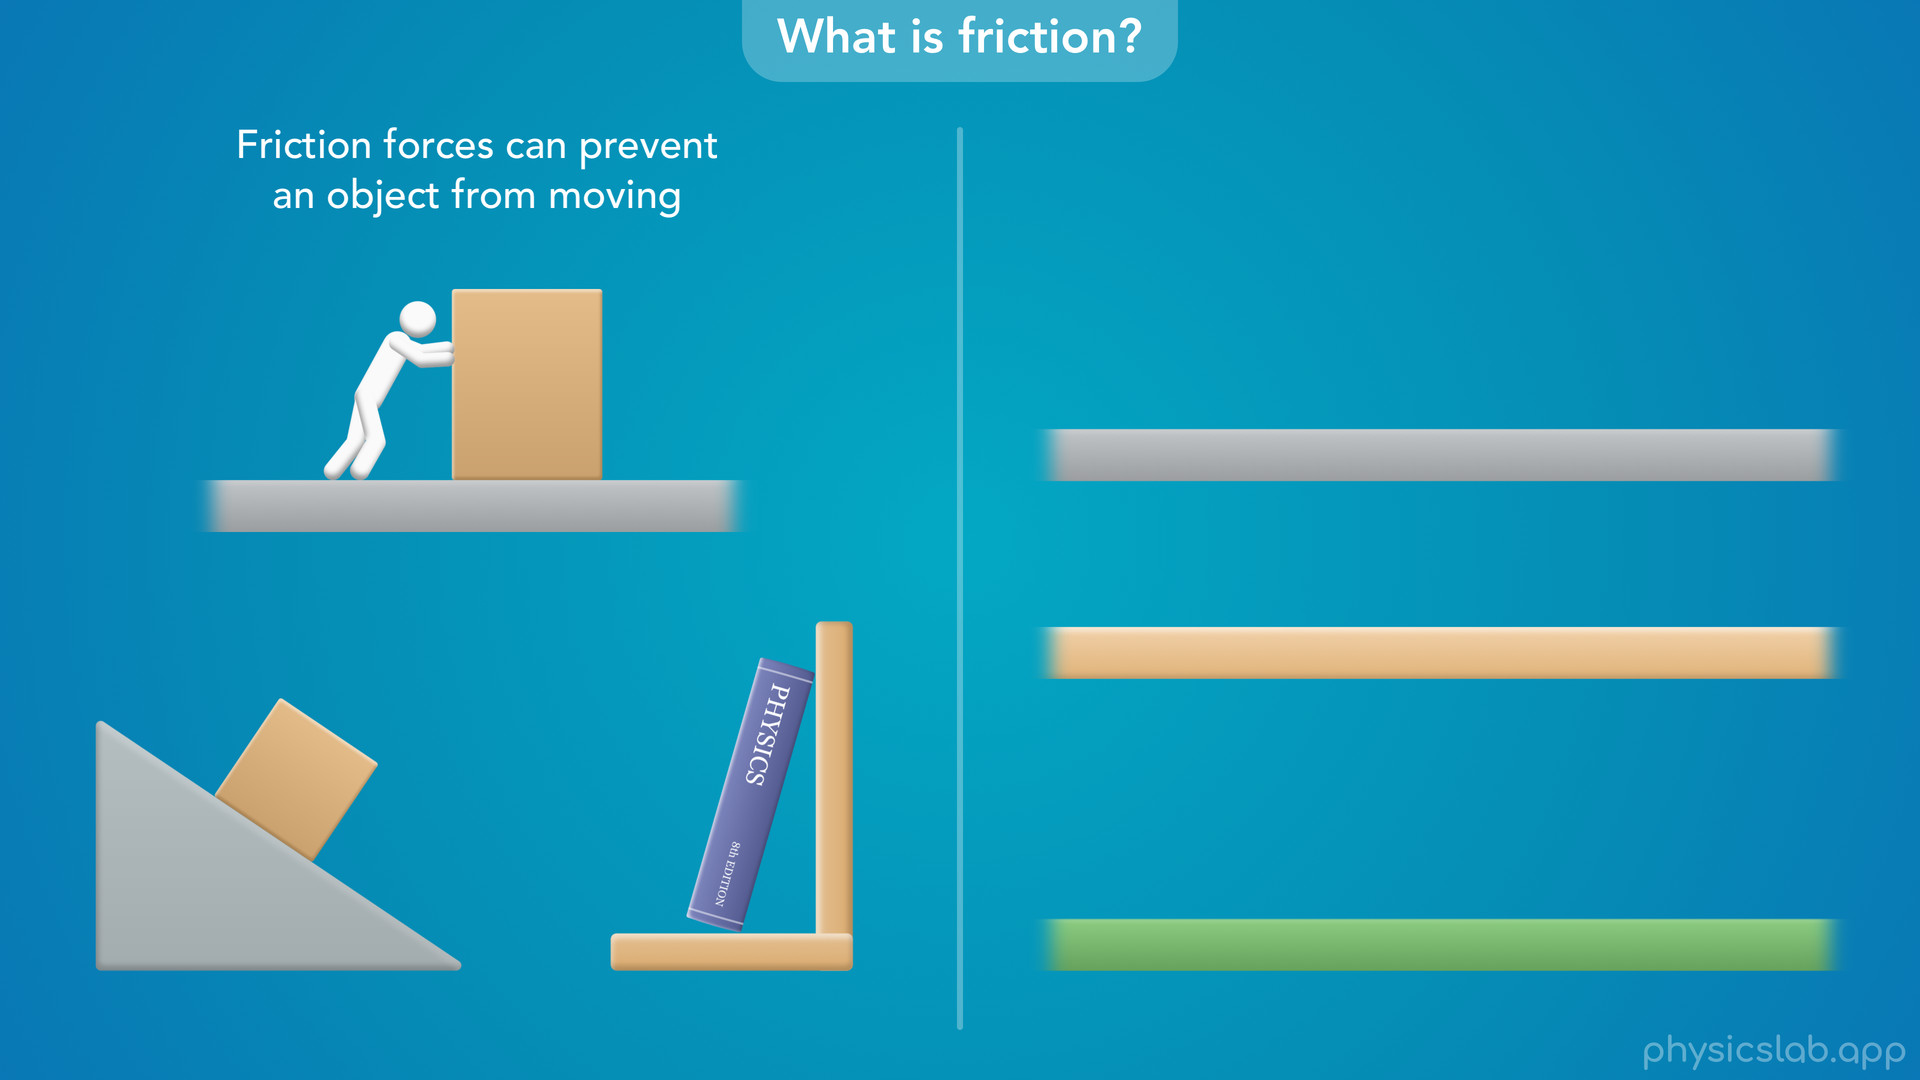 What is friction?
Friction forces can prevent
an object from moving
PHYSICS
8th EDITION
physicslab.app